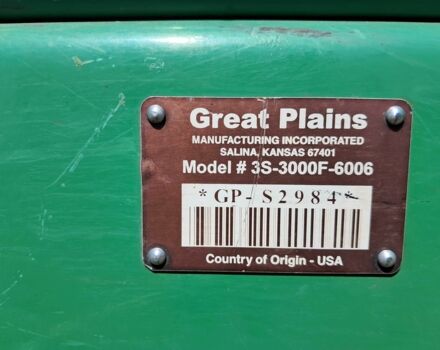 Great Plains
MANUFACTURING INCORPORATED
SALINA, KANSAS 67401
Model # 3S-3000F-6006
*GP-S2984*
Country of Origin - USA